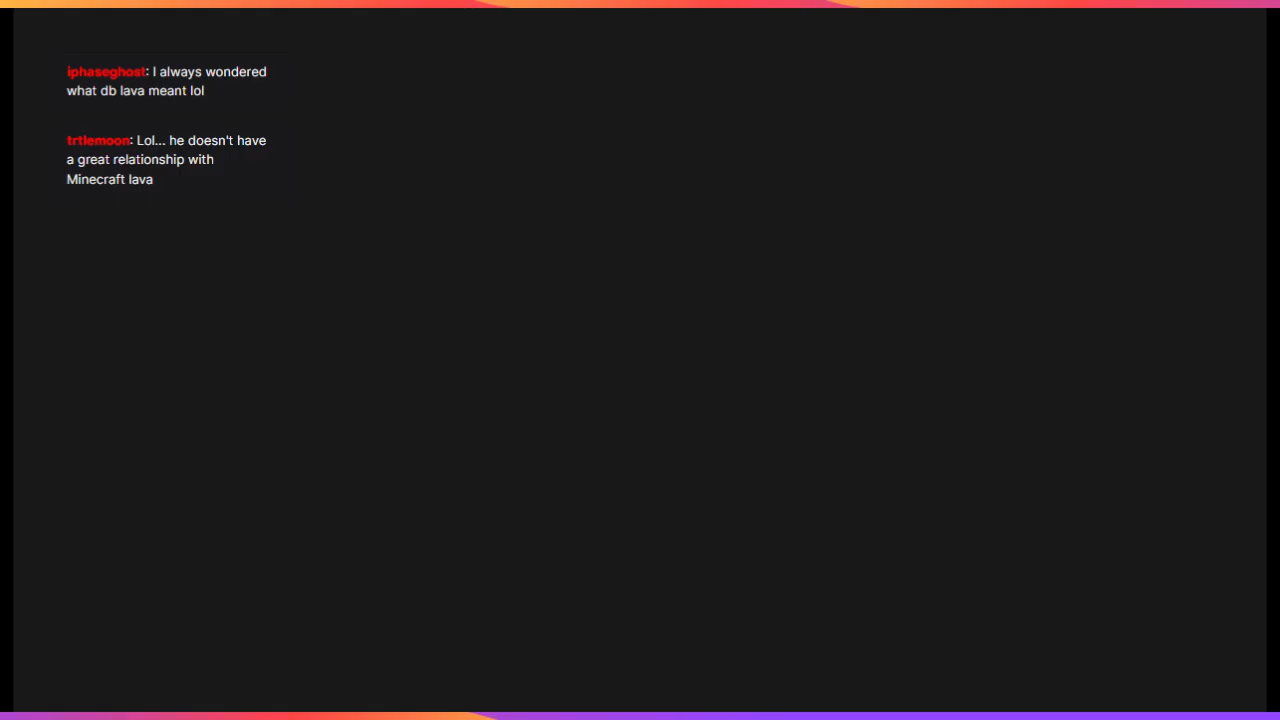 iphaseghost: I always wondered
what db lava meant lol
trtlemoon: Lol... he doesn't have
a great relationship with
Minecraft lava